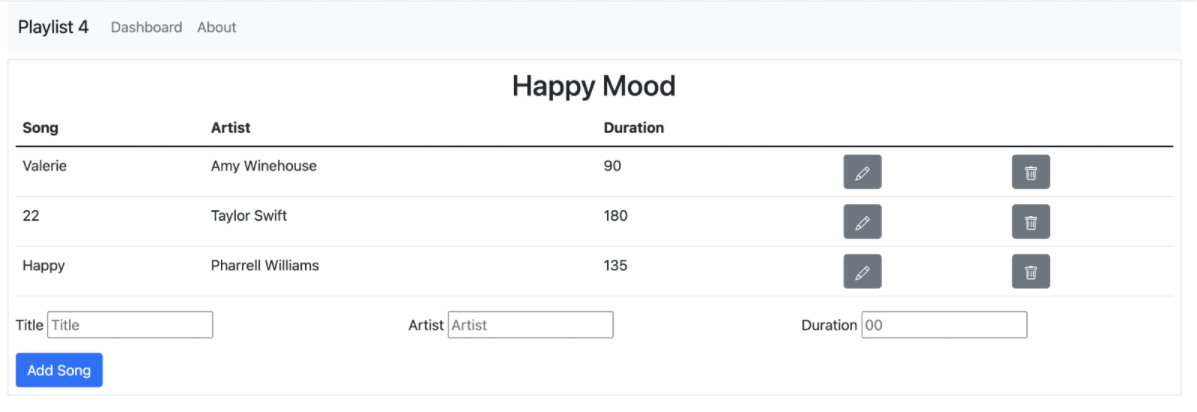 Playlist 4 Dashboard About
Happy Mood
Song Artist Duration
Valerie Amy Winehouse 90
22 Taylor Swift 180
Happy Pharrell Williams 135
Title Title Artist Artist Duration 00
Add Song